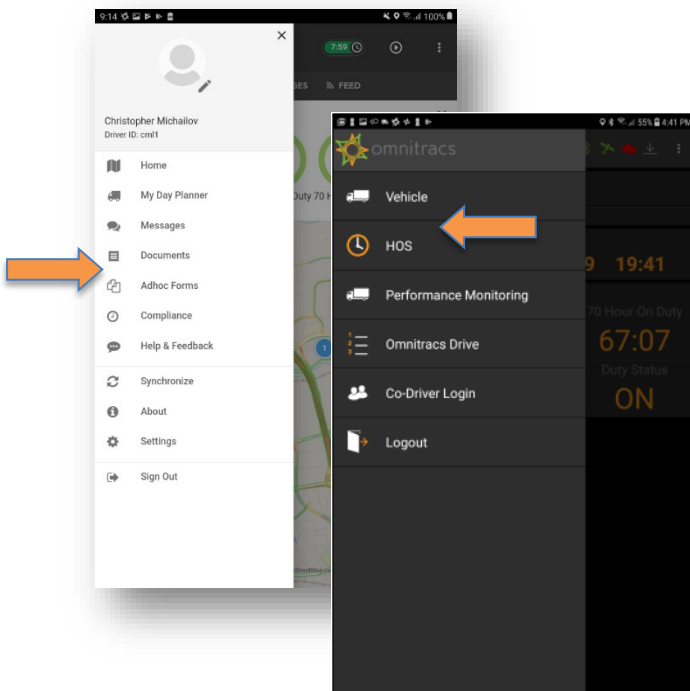 9:14
100%
7:59
GES
FEED
Christopher Michailov
Driver ID: cml1
Home
My Day Planner
Messages
Documents
Adhoc Forms
Compliance
Help & Feedback
Synchronize
About
Settings
Sign Out
Duty 70 H
1
55% 4:41 PM
omnitracs
Vehicle
HOS
Performance Monitoring
Omnitracs Drive
Co-Driver Login
Logout
9 19:41
70 Hour On Duty
67:07
Duty Status
ON